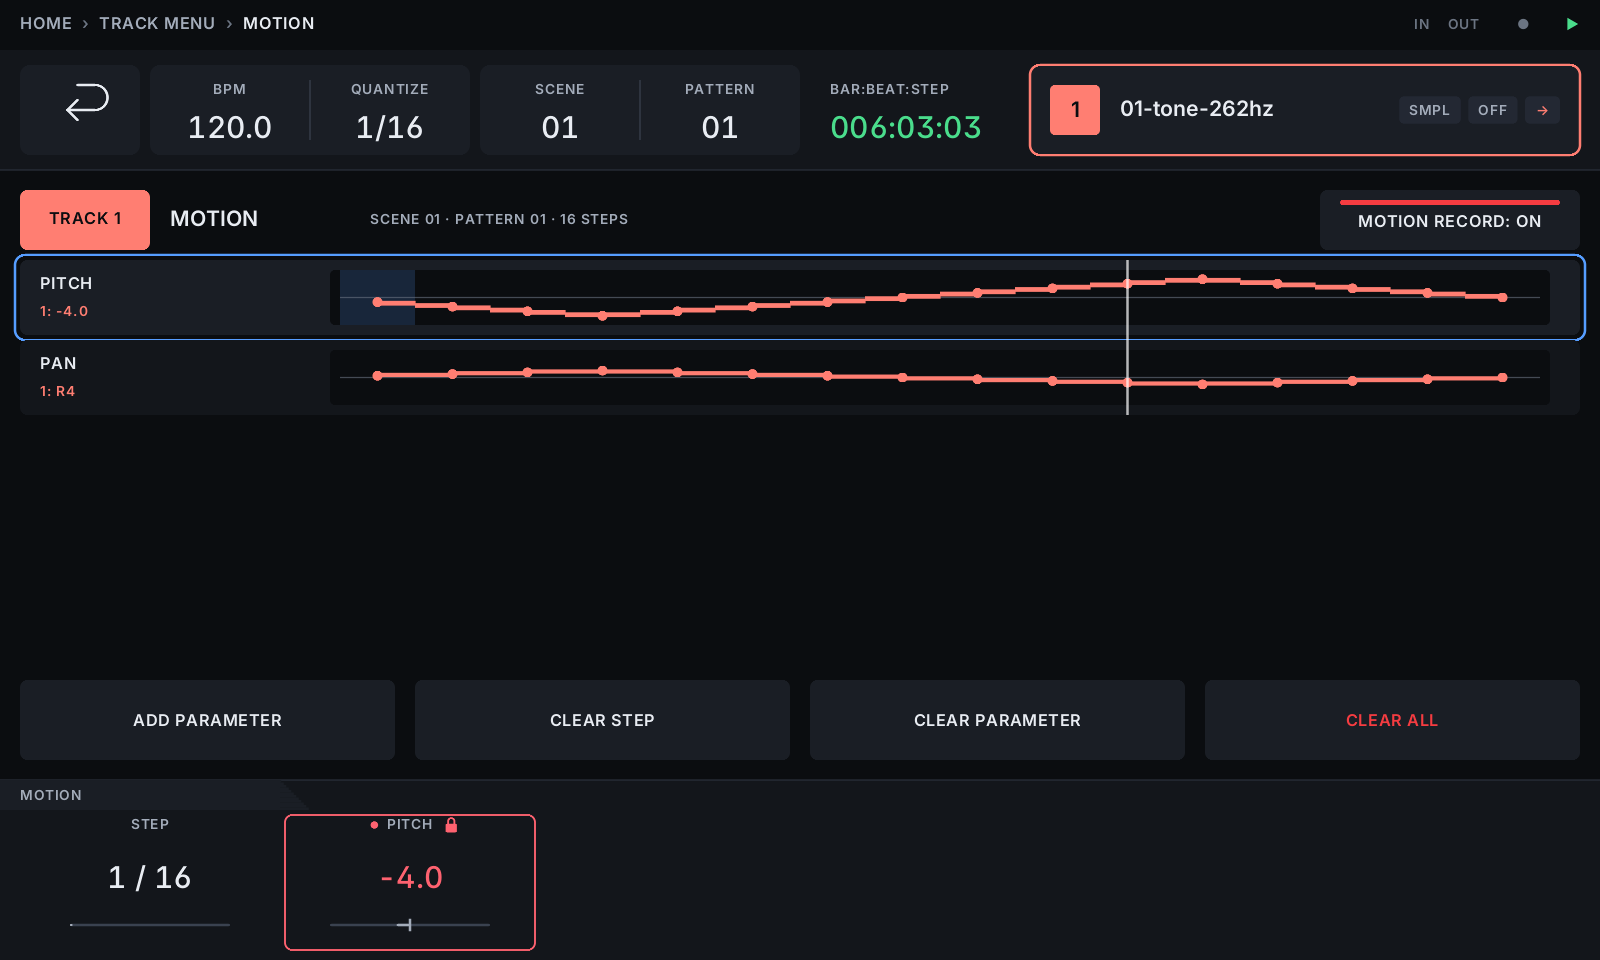 HOME › TRACK MENU › MOTION
IN OUT
BPM
120.0
QUANTIZE
1/16
SCENE
01
PATTERN
01
BAR:BEAT:STEP
006:03:03
1
01-tone-262hz
SMPL
OFF
→
TRACK 1
MOTION
SCENE 01 · PATTERN 01 · 16 STEPS
MOTION RECORD: ON
PITCH
1: -4.0
PAN
1: R4
ADD PARAMETER
CLEAR STEP
CLEAR PARAMETER
CLEAR ALL
MOTION
STEP
1 / 16
PITCH
-4.0